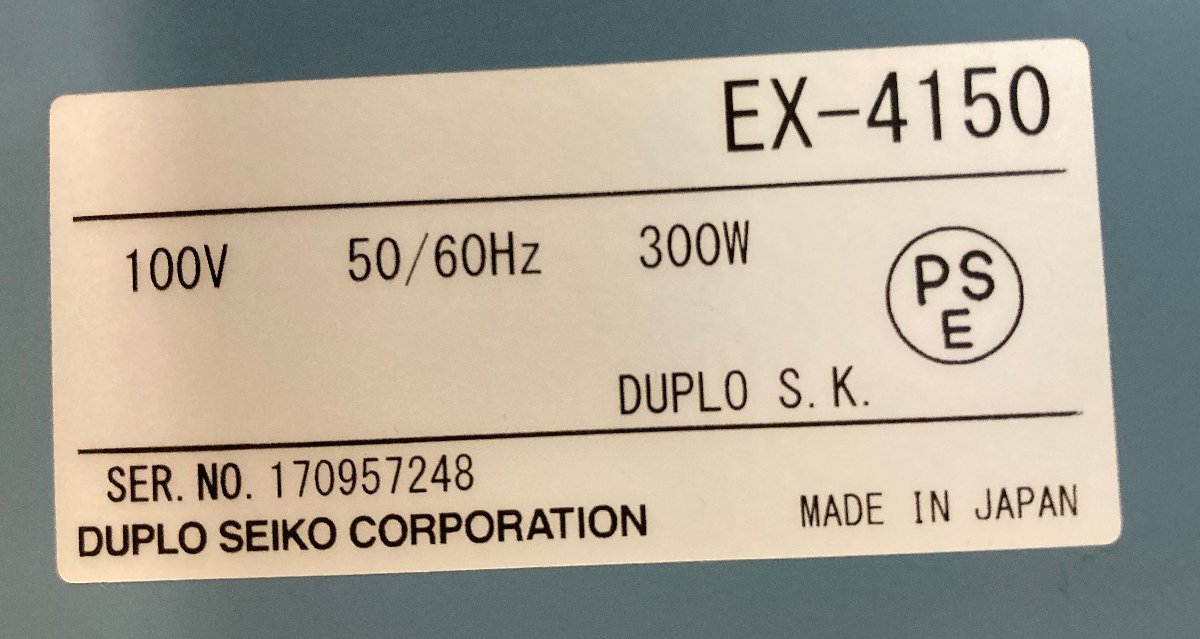 EX-4150
100V 50/60Hz 300W
PS
E
DUPLO S.K.
SER. NO. 170957248
DUPLO SEIKO CORPORATION
MADE IN JAPAN